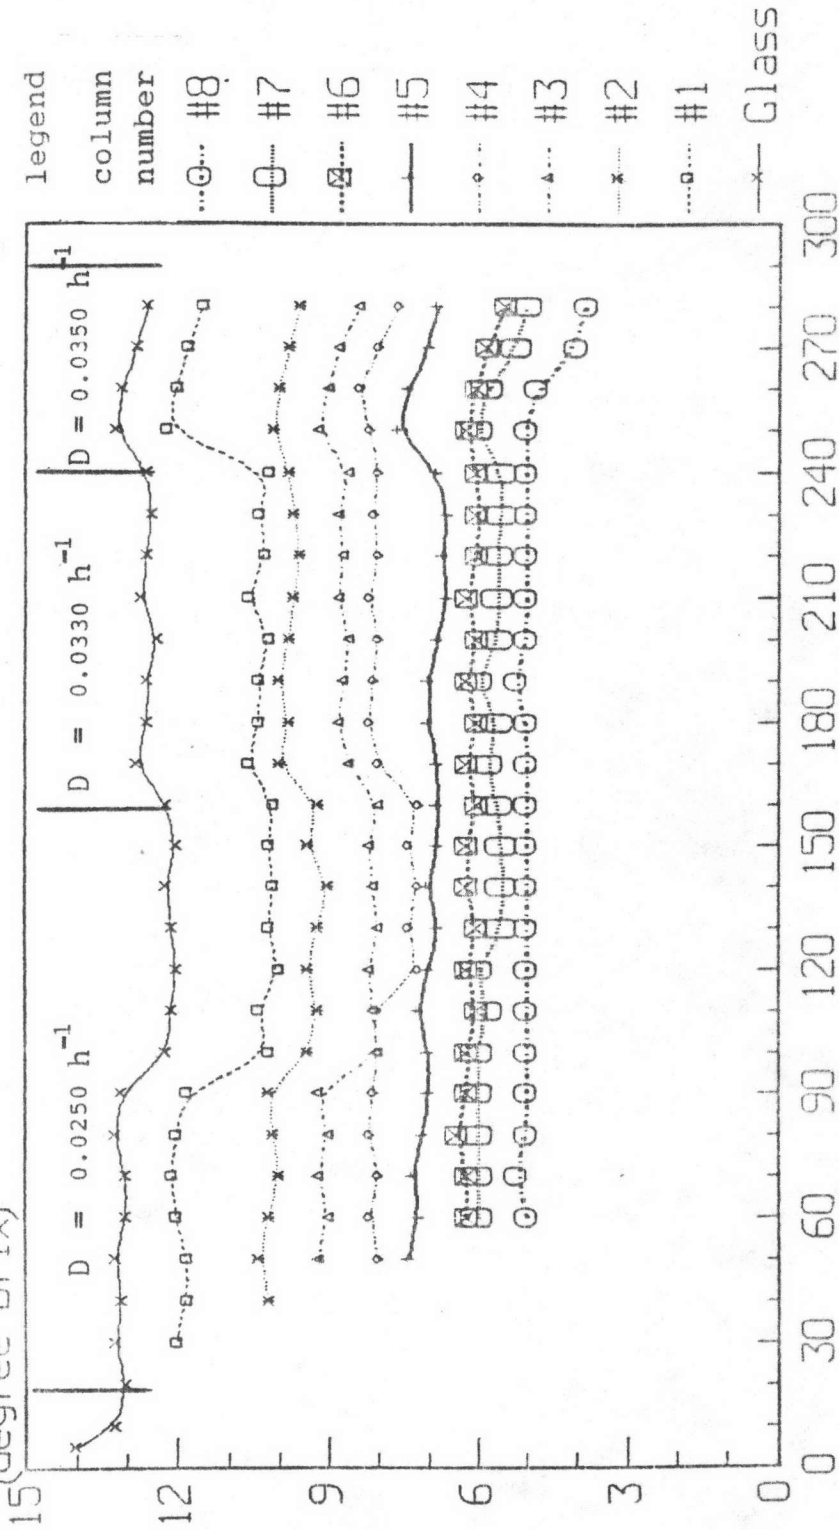 (degree Brix)
15
12
9
6
3
0
0 30 60 90 120 150 180 210 240 270 300
D = 0.0250 h⁻¹
D = 0.0330 h⁻¹
D = 0.0350 h⁻¹
legend
column
number
#8
#7
#6
#5
#4
#3
#2
#1
Glass